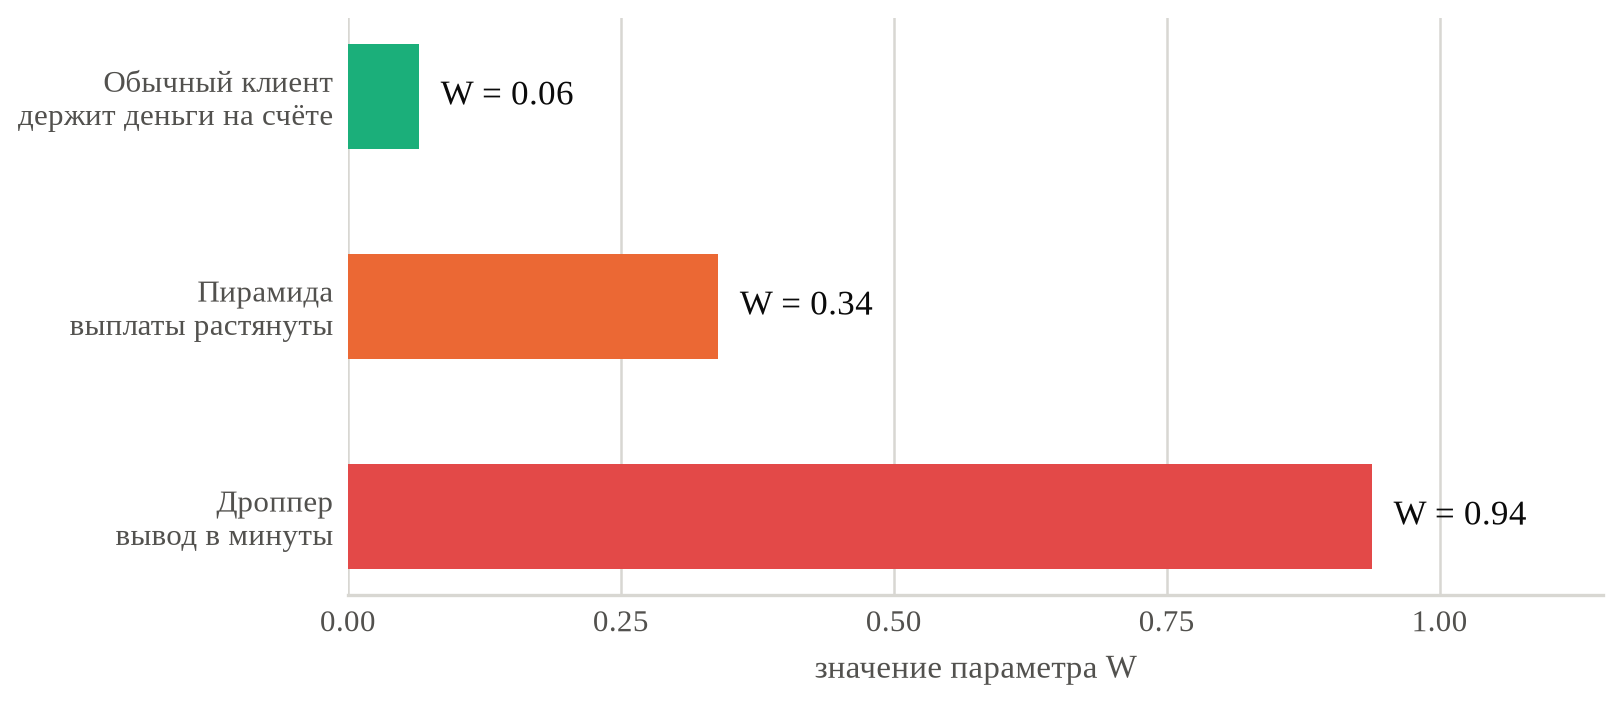 Обычный клиент
держит деньги на счёте
W = 0.06
Пирамида
выплаты растянуты
W = 0.34
Дроппер
вывод в минуты
W = 0.94
0.00 0.25 0.50 0.75 1.00
значение параметра W